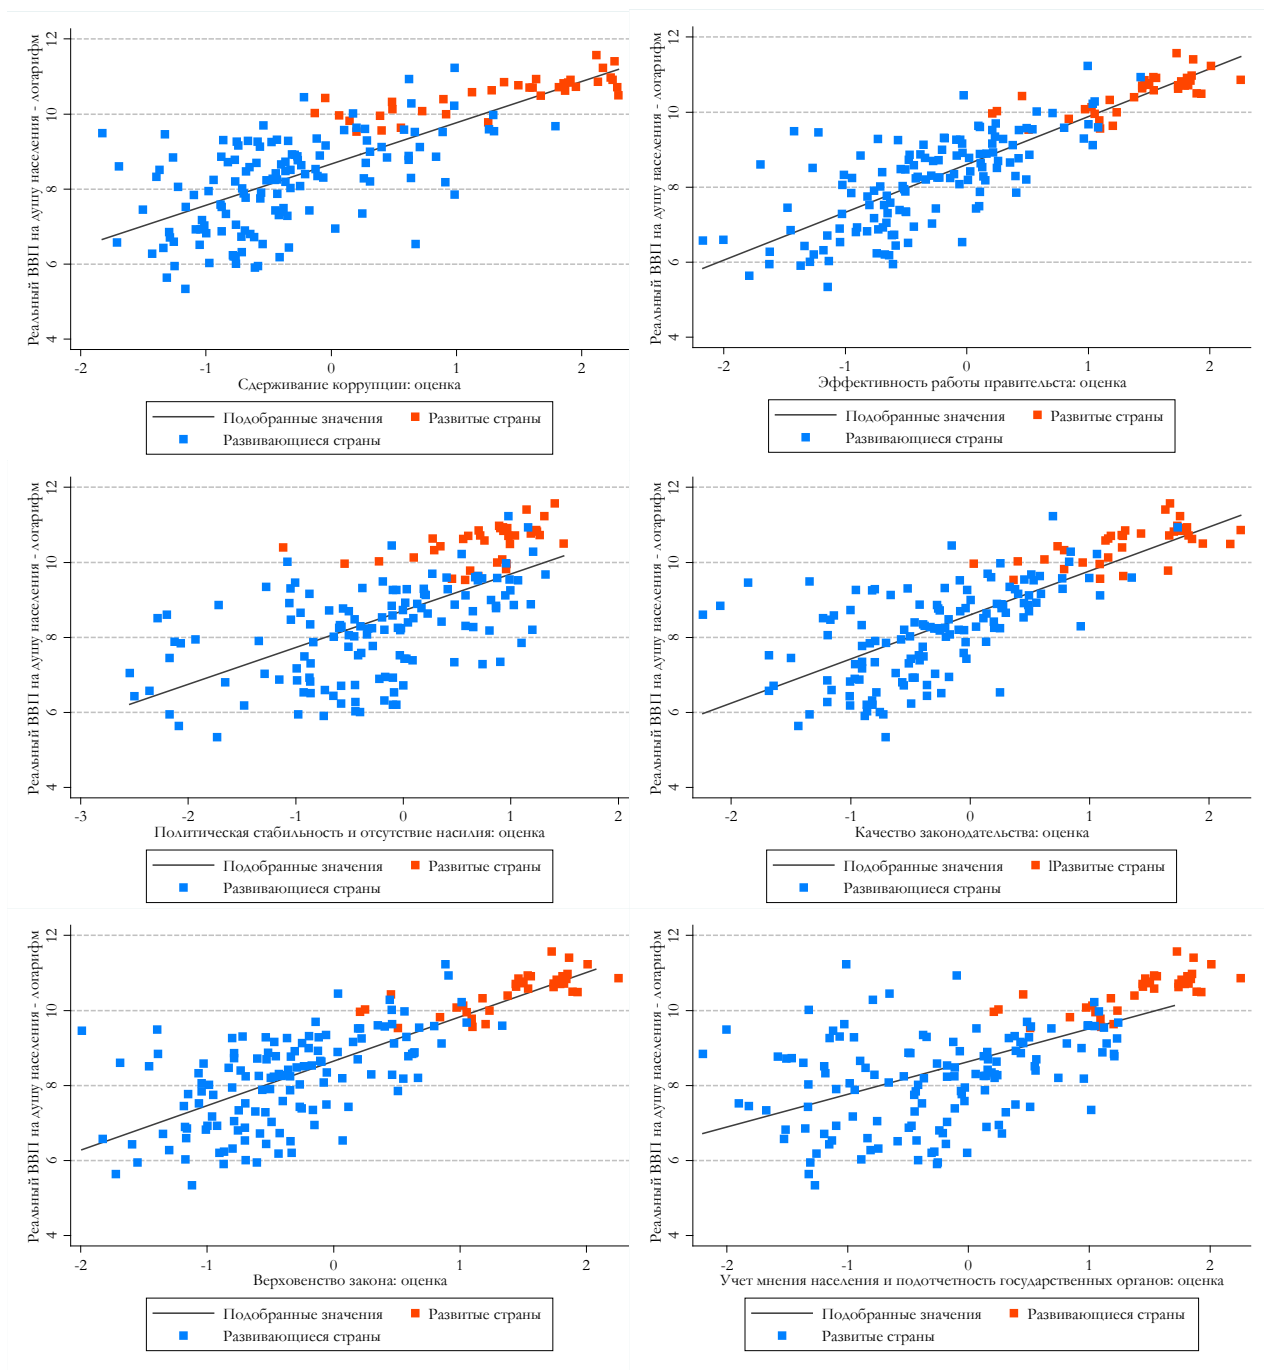 Реальный ВВП на душу населения - логарифм
12
10
8
6
4
-2 -1 0 1 2
Сдерживание коррупции: оценка
Подобранные значения Развитые страны
Развивающиеся страны
Реальный ВВП на душу населения - логарифм
12
10
8
6
4
-2 -1 0 1 2
Эффективность работы правительста: оценка
Подобранные значения Развитые страны
Развивающиеся страны
Реальный ВВП на душу населения - логарифм
12
10
8
6
4
-3 -2 -1 0 1 2
Политическая стабильность и отсутствие насилия: оценка
Подобранные значения Развитые страны
Развивающиеся страны
Реальный ВВП на душу населения - логарифм
12
10
8
6
4
-2 -1 0 1 2
Качество законодательства: оценка
Подобранные значения lРазвитые страны
Развивающиеся страны
Реальный ВВП на душу населения - логарифм
12
10
8
6
4
-2 -1 0 1 2
Верховенство закона: оценка
Подобранные значения Развитые страны
Развивающиеся страны
Реальный ВВП на душу населения - логарифм
12
10
8
6
4
-2 -1 0 1 2
Учет мнения населения и подотчетность государственных органов: оценка
Подобранные значения Развивающиеся страны
Развитые страны